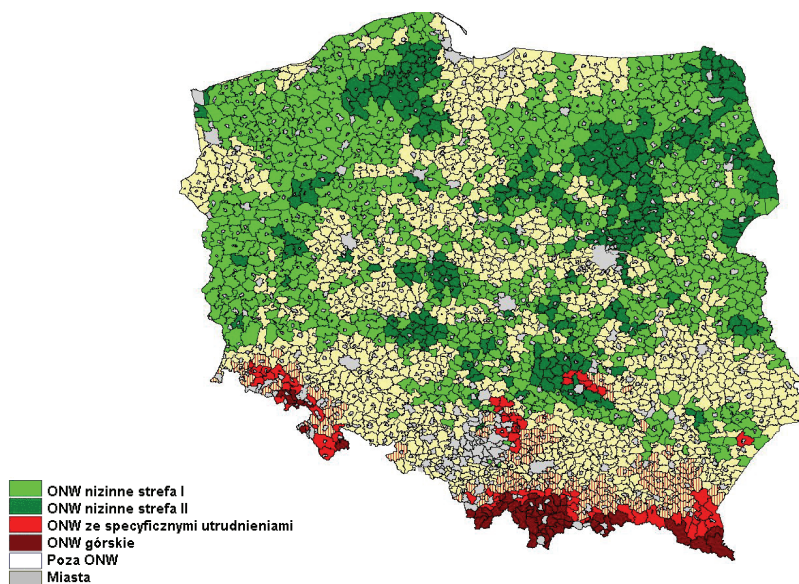 ONW nizinne strefa I
ONW nizinne strefa II
ONW ze specyficznymi utrudnieniami
ONW górskie
Poza ONW
Miasta